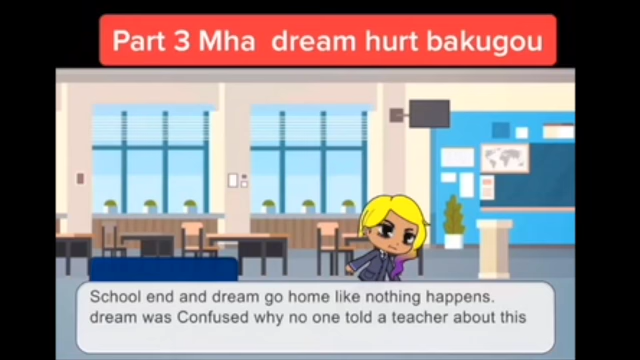 Part 3 Mha dream hurt bakugou
School end and dream go home like nothing happens.
dream was Confused why no one told a teacher about this